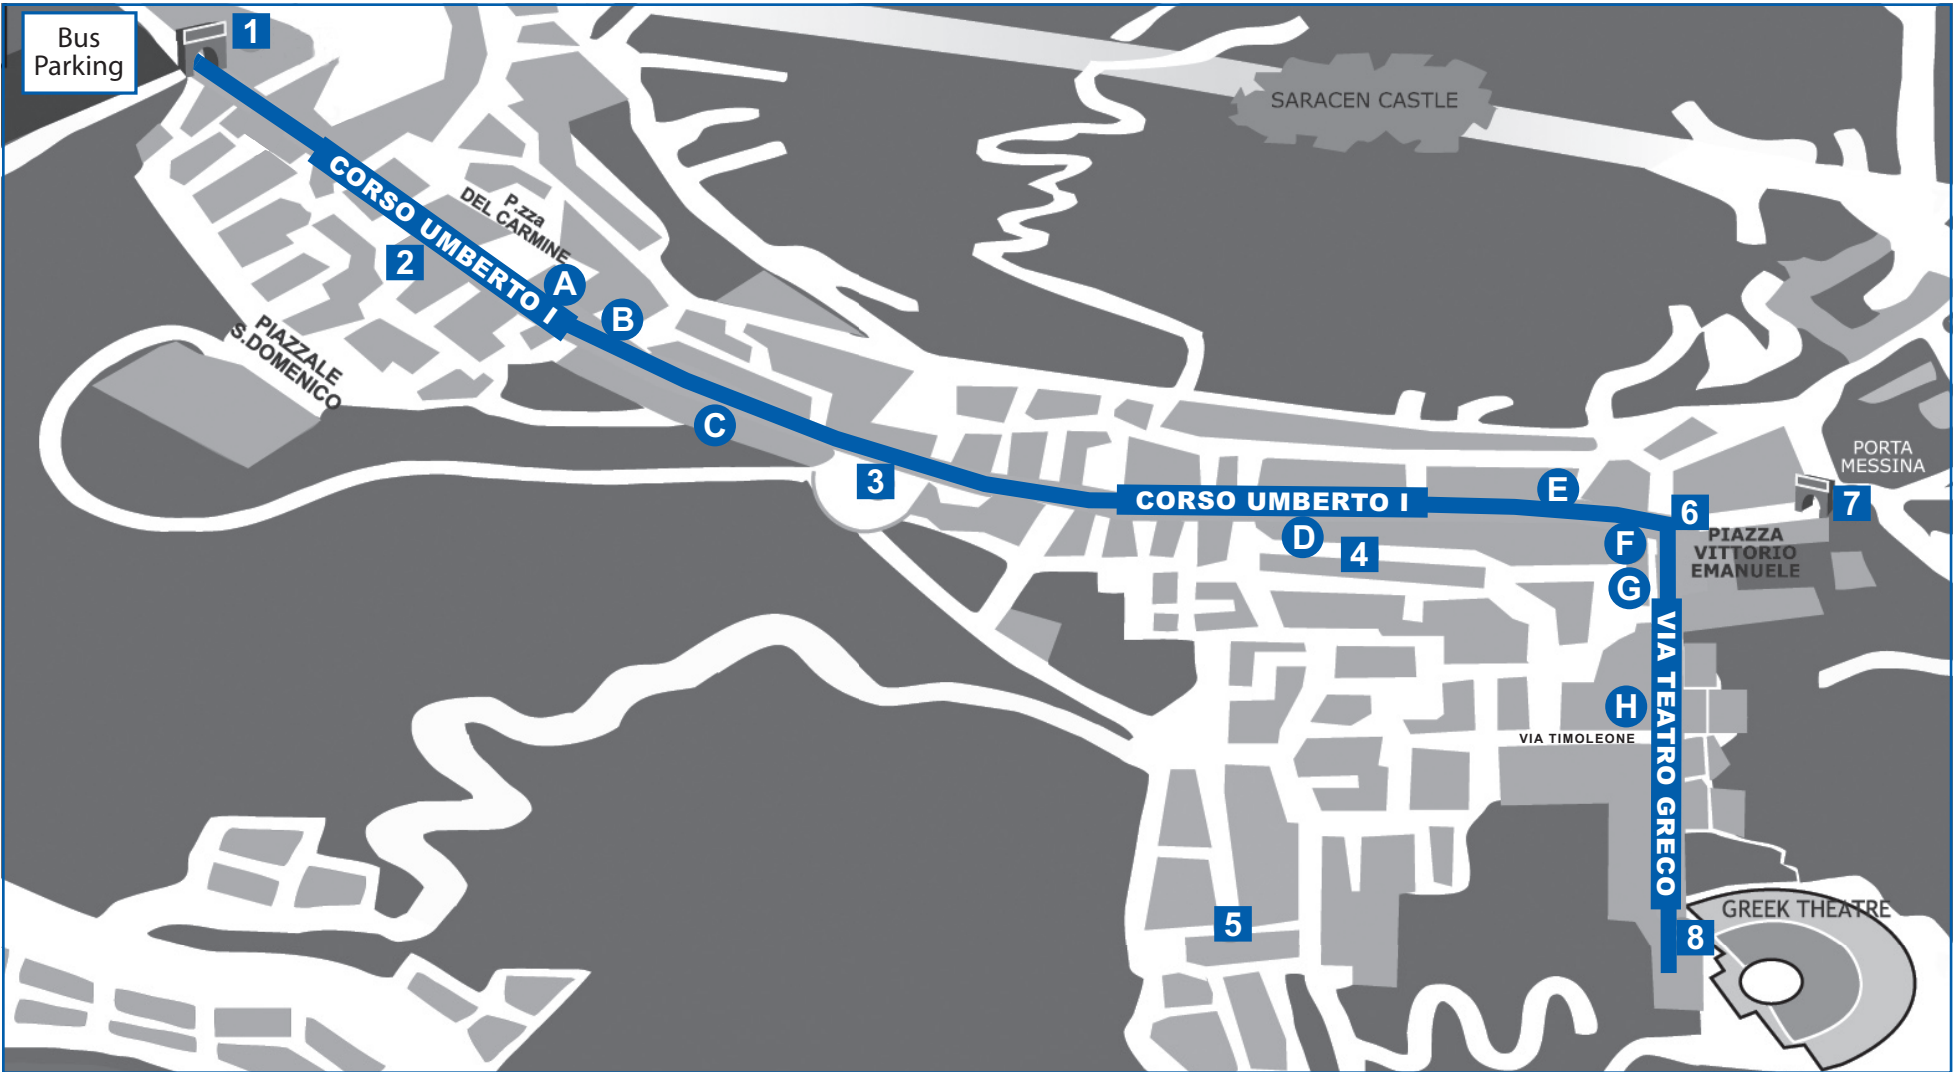 Bus
Parking
1
SARACEN CASTLE
CORSO UMBERTO I
P.zza
DEL CARMINE
2
A
B
PIAZZALE
S.DOMENICO
C
3
CORSO UMBERTO I
D
4
E
F
G
6
PIAZZA
VITTORIO
EMANUELE
PORTA
MESSINA
7
VIA TEATRO GRECO
H
VIA TIMOLEONE
5
8
GREEK THEATRE